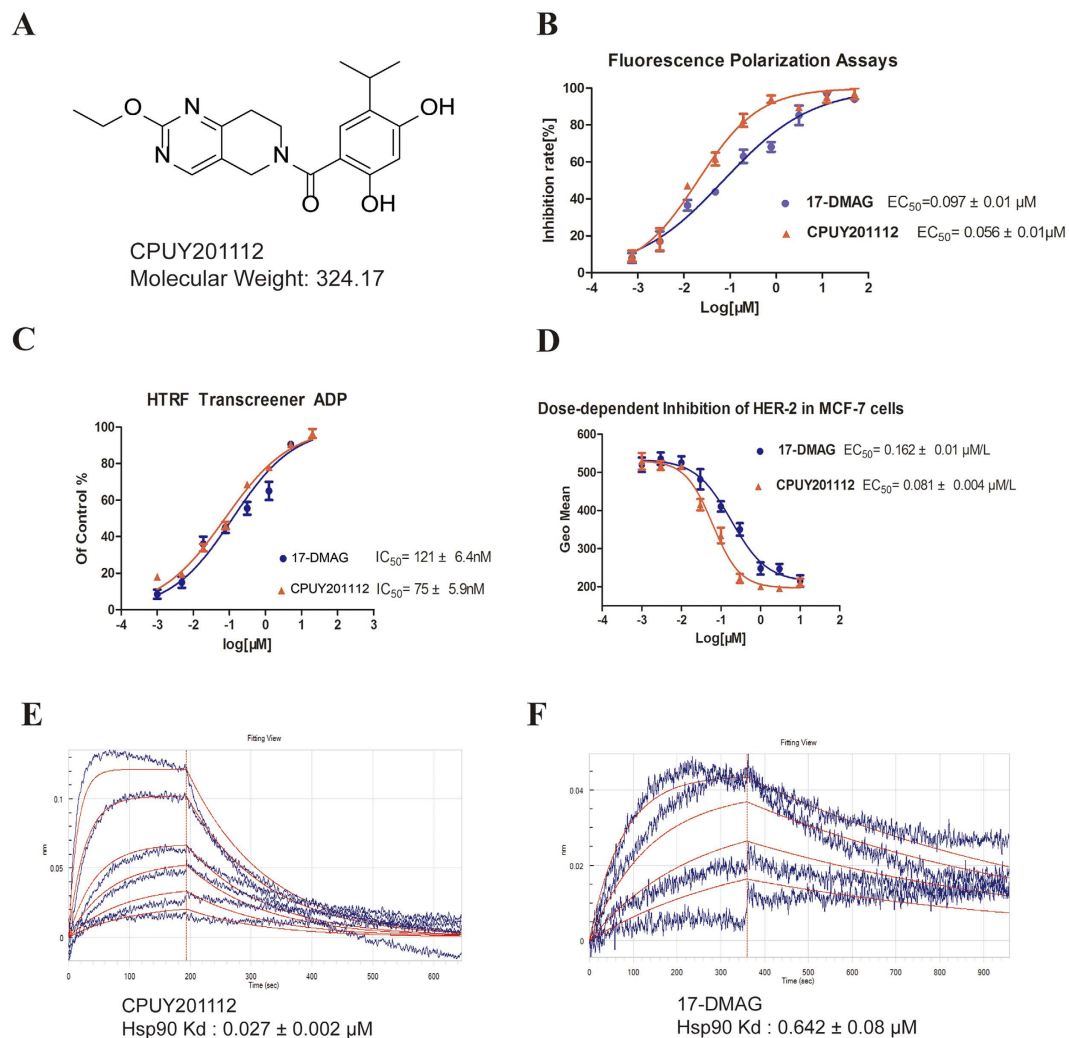 A
O
N
N
N
O
OH
OH
CPUY201112
Molecular Weight: 324.17
B
Fluorescence Polarization Assays
Inhibition rate[%]
100
80
60
40
20
0
-4 -3 -2 -1 0 1 2
Log[µM]
17-DMAG EC50=0.097 ± 0.01 µM
CPUY201112 EC50= 0.056 ± 0.01µM
C
HTRF Transcreener ADP
Of Control %
100
80
60
40
20
0
-4 -3 -2 -1 0 1 2 3
log[µM]
17-DMAG IC50= 121 ± 6.4nM
CPUY201112 IC50= 75 ± 5.9nM
D
Dose-dependent Inhibition of HER-2 in MCF-7 cells
Geo Mean
600
500
400
300
200
-4 -3 -2 -1 0 1 2
Log[µM]
17-DMAG EC50= 0.162 ± 0.01 µM/L
CPUY201112 EC50= 0.081 ± 0.004 µM/L
E
Fitting View
nm
0.1
0.05
0
0 100 200 300 400 500 600
Time (sec)
CPUY201112
Hsp90 Kd : 0.027 ± 0.002 µM
F
Fitting View
nm
0.04
0.02
0
0 100 200 300 400 500 600 700 800 900
Time (sec)
17-DMAG
Hsp90 Kd : 0.642 ± 0.08 µM